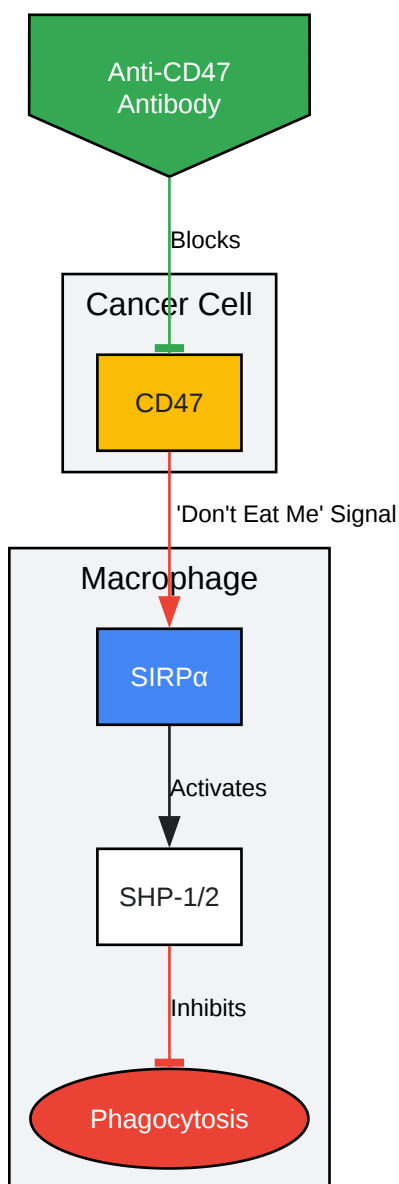 Anti-CD47
Antibody
Blocks
Cancer Cell
CD47
'Don't Eat Me' Signal
Macrophage
SIRPα
Activates
SHP-1/2
Inhibits
Phagocytosis